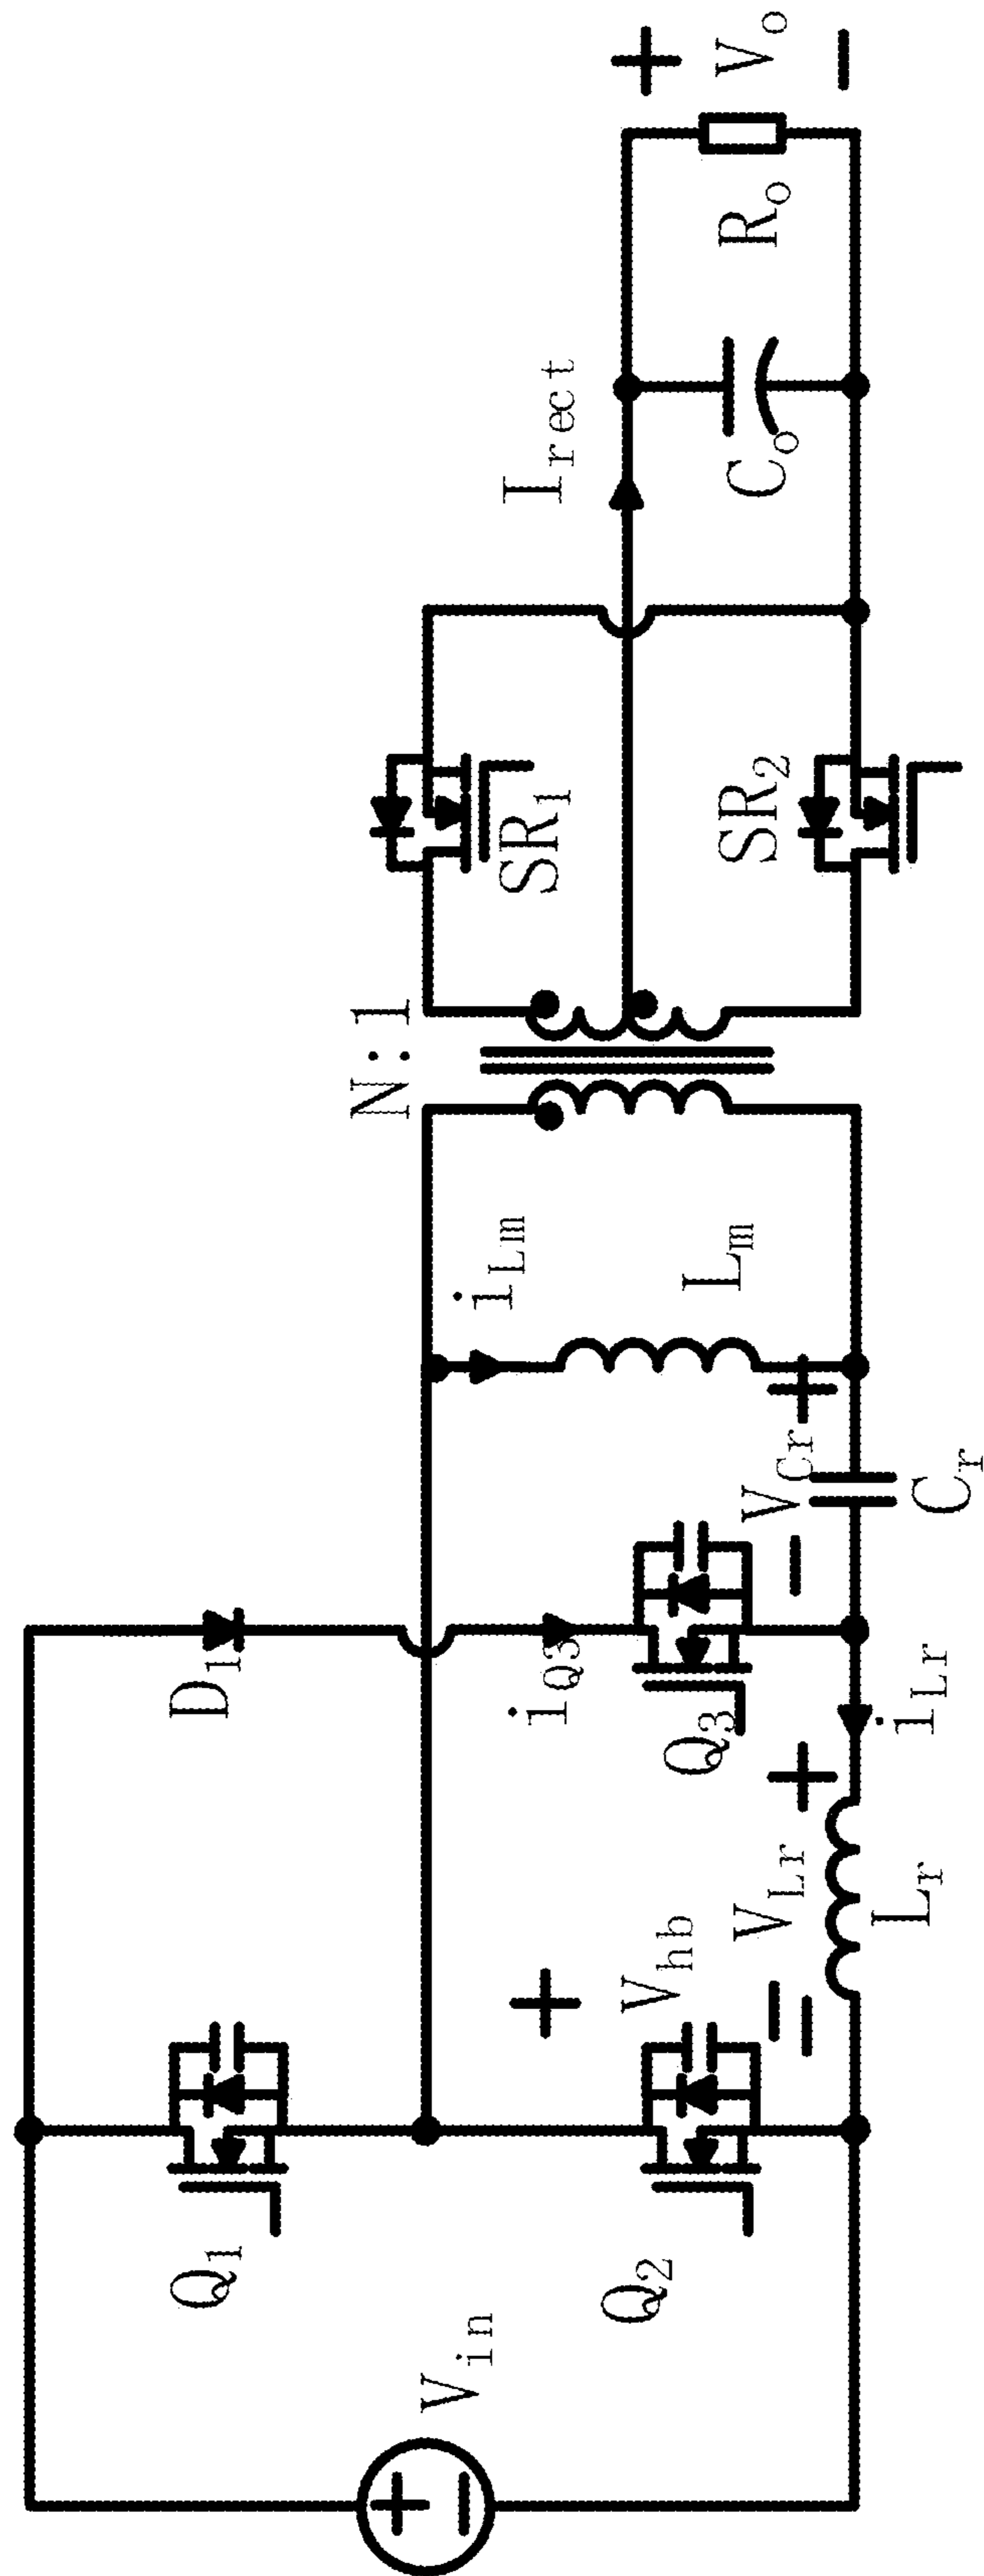 V_in
Q_1
Q_2
+
V_hb
−
D_1
i_Q3
Q_3
− V_Lr +
L_r
i_Lr
− V_Cr +
C_r
i_Lm
L_m
N:1
SR_1
SR_2
I_rect
C_o
R_o
+
V_o
−